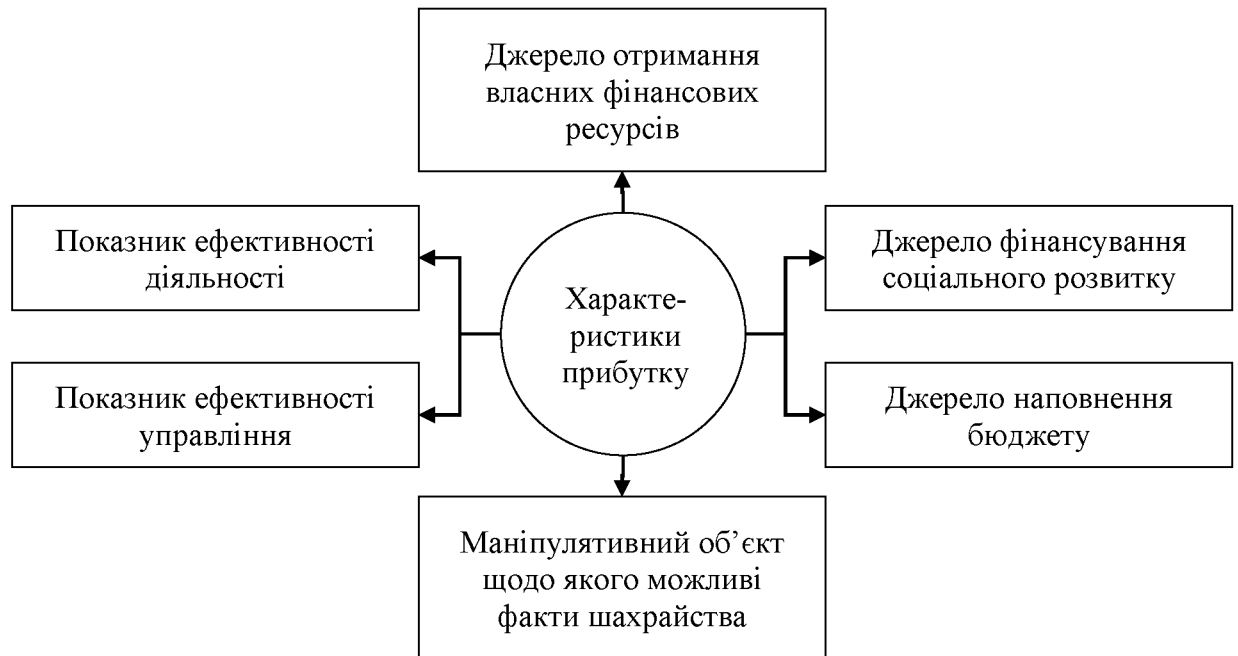 Джерело отримання
власних фінансових
ресурсів
Показник ефективності
діяльності
Джерело фінансування
соціального розвитку
Характе-
ристики
прибутку
Показник ефективності
управління
Джерело наповнення
бюджету
Маніпулятивний об’єкт
щодо якого можливі
факти шахрайства